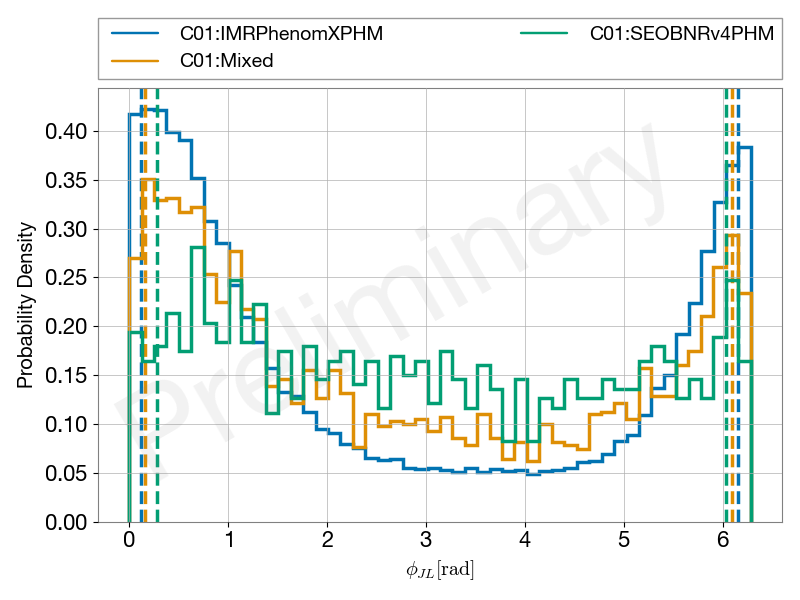 C01:IMRPhenomXPHM
C01:Mixed
C01:SEOBNRv4PHM
Preliminary
Probability Density
0.40
0.35
0.30
0.25
0.20
0.15
0.10
0.05
0.00
0 1 2 3 4 5 6
ϕJL[rad]